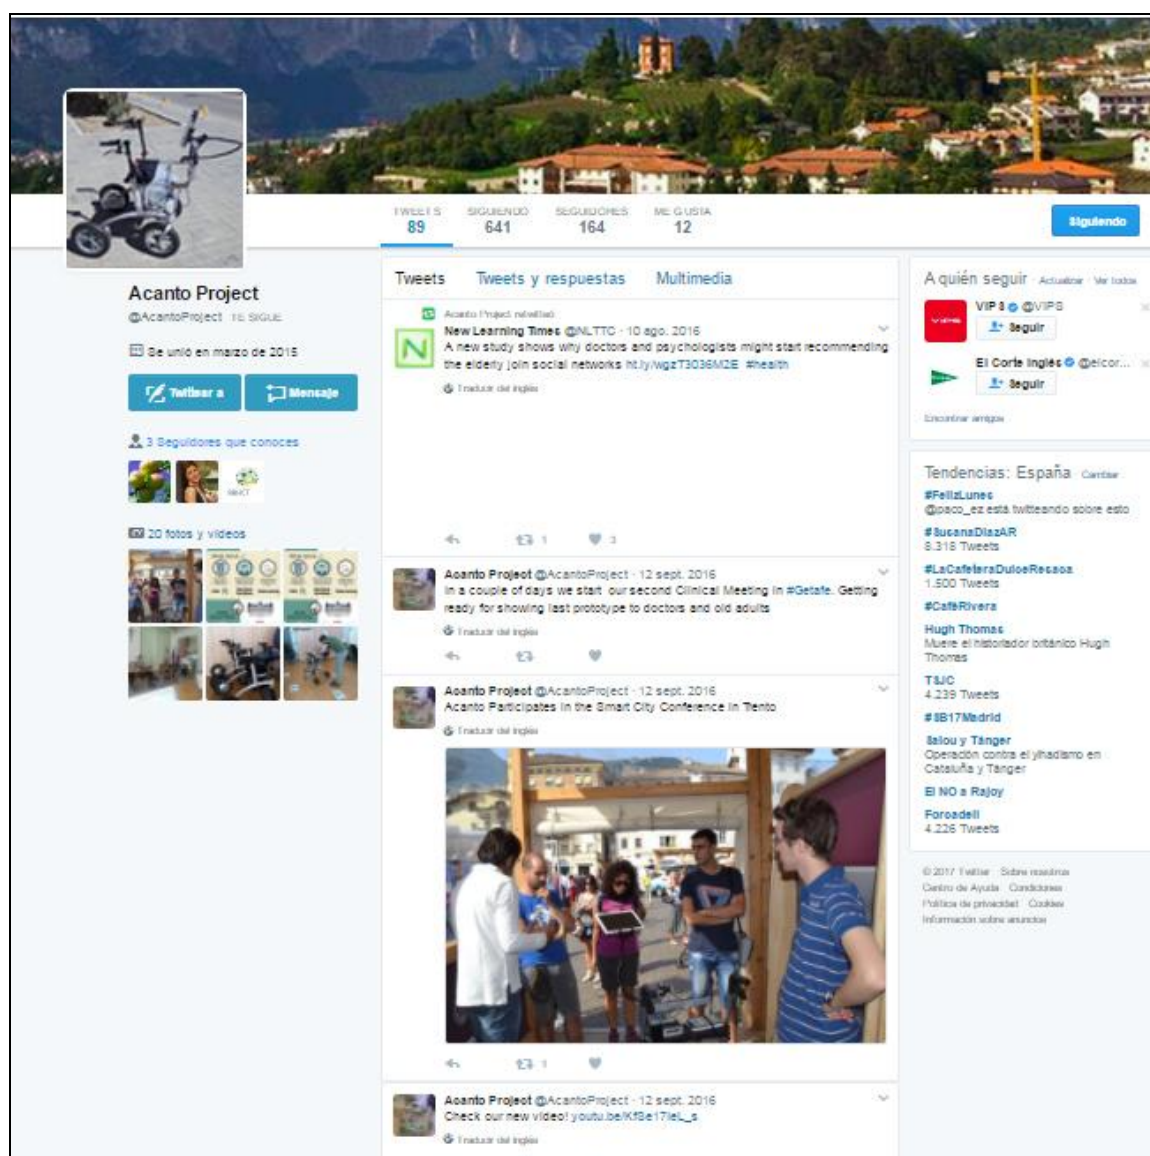 TWEETS SIGUIENDO SEGUIDORES ME GUSTA
89 641 164 12
Siguiendo
Acanto Project
@AcantoProject TE SIGUE
Se unió en marzo de 2015
Twittear a Mensaje
3 Seguidores que conoces
20 fotos y vídeos
Tweets Tweets y respuestas Multimedia
Acanto Project retwitteó
New Learning Times @NLTTC · 10 ago. 2016
A new study shows why doctors and psychologists might start recommending
the elderly join social networks ht.ly/wgzT3036M2E #health
Traducir del inglés
1 3
Acanto Project @AcantoProject · 12 sept. 2016
In a couple of days we start our second Clinical Meeting in #Getafe. Getting
ready for showing last prototype to doctors and old adults
Traducir del inglés
Acanto Project @AcantoProject · 12 sept. 2016
Acanto Participates in the Smart City Conference in Trento
Traducir del inglés
1
Acanto Project @AcantoProject · 12 sept. 2016
Check our new video!
Traducir del inglés
A quién seguir · Actualizar · Ver todos
VIPS @VIPS
Seguir
El Corte Inglés @elcor...
Seguir
Encontrar amigos
Tendencias: España · Cambiar
#FelizLunes
@paco_ez está twitteando sobre esto
#SusanaDiazAR
8.318 Tweets
#LaCafeteraDulceResaca
1.500 Tweets
#CaféRivera
Hugh Thomas
Muere el historiador británico Hugh
Thomas
TSJC
4.239 Tweets
#SB17Madrid
Salou y Tánger
Operación contra el yihadismo en
Cataluña y Tánger
El NO a Rajoy
Forcadell
4.226 Tweets
© 2017 Twitter Sobre nosotros
Centro de Ayuda Condiciones
Política de privacidad Cookies
Información sobre anuncios